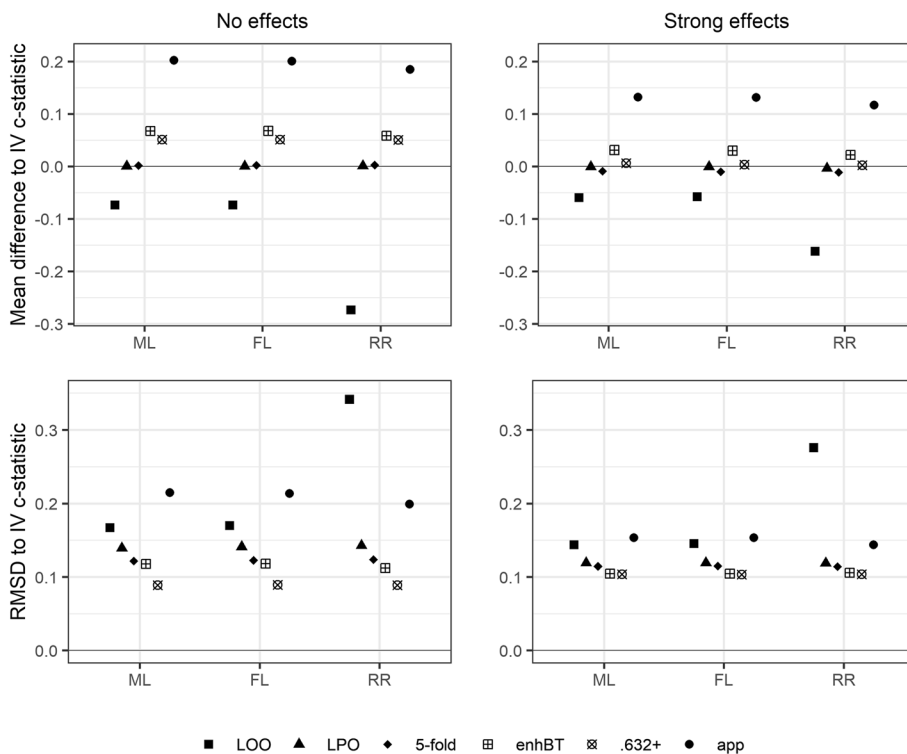 No effects
Strong effects
Mean difference to IV c-statistic
0.2
0.1
0.0
-0.1
-0.2
-0.3
ML FL RR
0.2
0.1
0.0
-0.1
-0.2
-0.3
ML FL RR
RMSD to IV c-statistic
0.3
0.2
0.1
0.0
ML FL RR
0.3
0.2
0.1
0.0
ML FL RR
LOO LPO 5-fold enhBT .632+ app